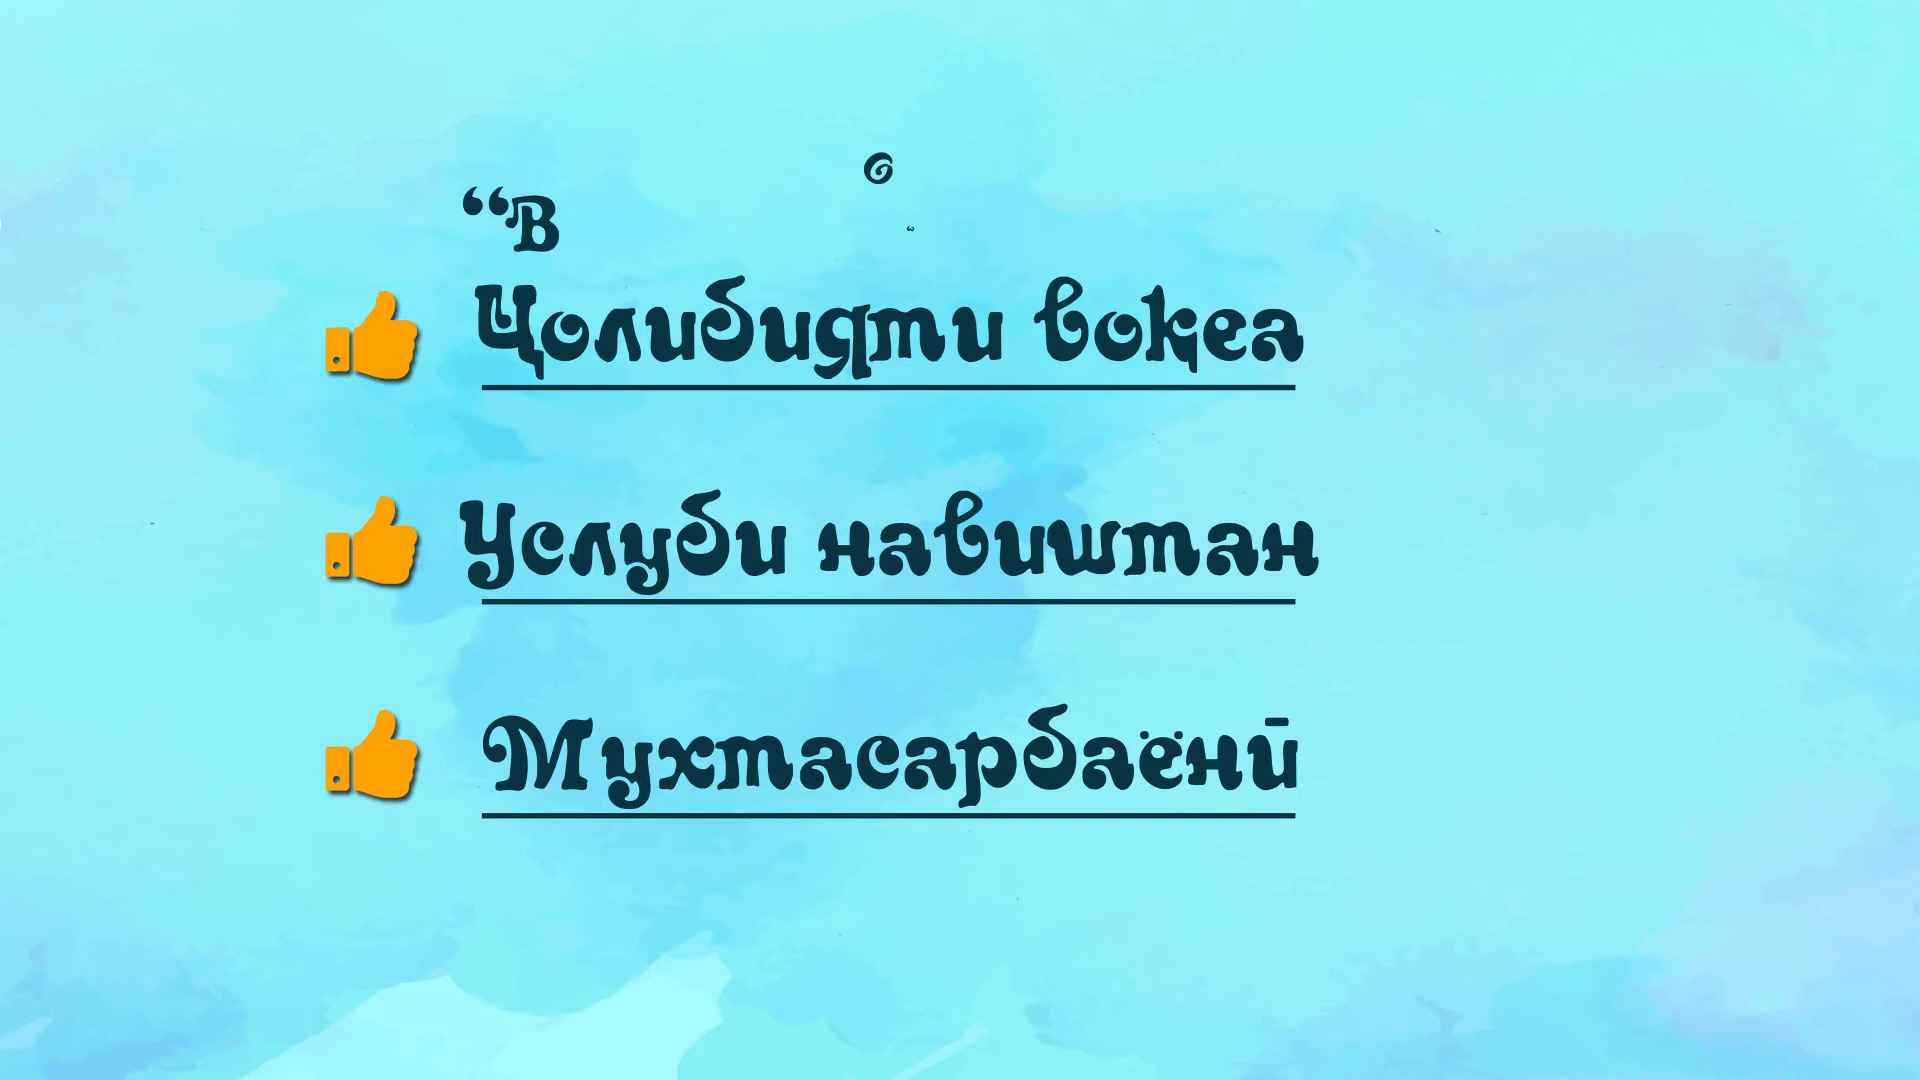 “В
Ҷолибияти воқеа
Услуби навиштан
Мухтасарбаёнӣ